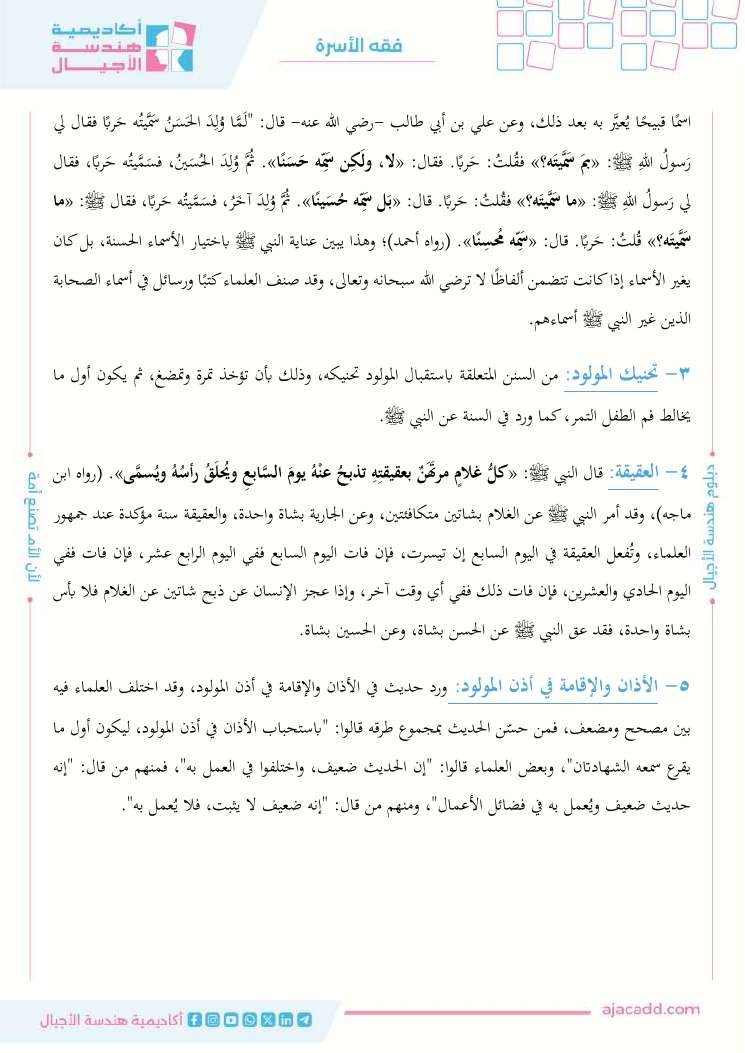 أكاديمية
هندسة
الأجيال
فقه الأسرة
اسمًا قبيحًا يُعيَّر به بعد ذلك، وعن علي بن أبي طالب –رضي الله عنه– قال: "لَمَّا وُلِدَ الحَسَنُ سَمَّيتُه حَربًا فقال لي
رَسولُ اللهِ ﷺ: «بمَ سَمَّيتَه؟» فقُلتُ: حَربًا. فقال: «لا، ولَكِن سَمِّه حَسَنًا». ثُمَّ وُلِدَ الحُسَينُ، فسَمَّيتُه حَربًا، فقال
لي رَسولُ اللهِ ﷺ: «ما سَمَّيتَه؟» فقُلتُ: حَربًا. قال: «بَل سَمِّه حُسَينًا». ثُمَّ وُلِدَ آخَرُ، فسَمَّيتُه حَربًا، فقال ﷺ: «ما
سَمَّيتَه؟» قُلتُ: حَربًا. قال: «سَمِّه مُحسِنًا». (رواه أحمد)؛ وهذا يبين عناية النبي ﷺ باختيار الأسماء الحسنة، بل كان
يغير الأسماء إذا كانت تتضمن ألفاظًا لا ترضي الله سبحانه وتعالى، وقد صنف العلماء كتبًا ورسائل في أسماء الصحابة
الذين غير النبي ﷺ أسماءهم.
٣– تحنيك المولود: من السنن المتعلقة باستقبال المولود تحنيكه، وذلك بأن تؤخذ تمرة وتمضغ، ثم يكون أول ما
يخالط فم الطفل التمر، كما ورد في السنة عن النبي ﷺ.
٤– العقيقة: قال النبي ﷺ: «كلُّ غلامٍ مرتَهَنٌ بعقيقتِهِ تذبحُ عنْهُ يومَ السَّابعِ ويُحلَقُ رأسُهُ ويُسمَّى». (رواه ابن
ماجه)، وقد أمر النبي ﷺ عن الغلام بشاتين متكافئتين، وعن الجارية بشاة واحدة، والعقيقة سنة مؤكدة عند جمهور
العلماء، وتُفعل العقيقة في اليوم السابع إن تيسرت، فإن فات اليوم السابع ففي اليوم الرابع عشر، فإن فات ففي
اليوم الحادي والعشرين، فإن فات ذلك ففي أي وقت آخر، وإذا عجز الإنسان عن ذبح شاتين عن الغلام فلا بأس
بشاة واحدة، فقد عق النبي ﷺ عن الحسن بشاة، وعن الحسين بشاة.
٥– الأذان والإقامة في أذن المولود: ورد حديث في الأذان والإقامة في أذن المولود، وقد اختلف العلماء فيه
بين مصحح ومضعف، فمن حسّن الحديث بمجموع طرقه قالوا: "باستحباب الأذان في أذن المولود، ليكون أول ما
يقرع سمعه الشهادتان"، وبعض العلماء قالوا: "إن الحديث ضعيف، واختلفوا في العمل به"، فمنهم من قال: "إنه
حديث ضعيف ويُعمل به في فضائل الأعمال"، ومنهم من قال: "إنه ضعيف لا يثبت، فلا يُعمل به".
دبلوم هندسة الأجيال
لأن الأم تصنع أمة
أكاديمية هندسة الأجيال
ajacadd.com